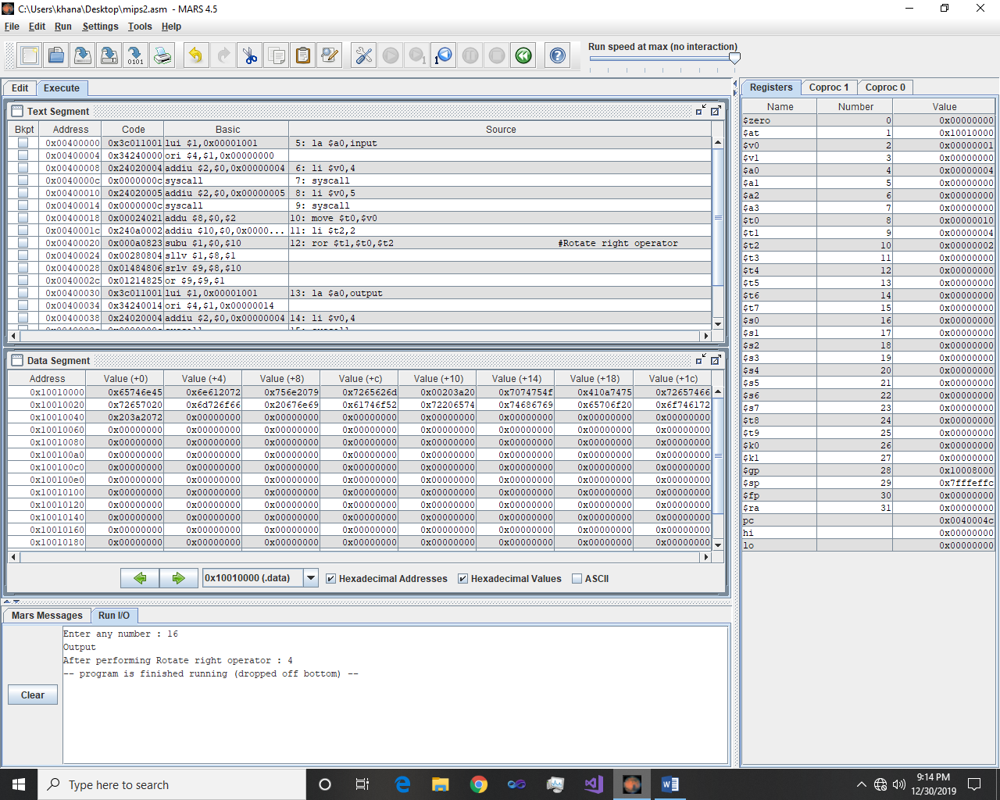 C:\Users\khana\Desktop\mips2.asm - MARS 4.5
File Edit Run Settings Tools Help
Run speed at max (no interaction)
Edit Execute
Text Segment
Bkpt Address Code Basic Source
0x00400000 0x3c011001 lui $1,0x00001001 5: la $a0,input
0x00400004 0x34240000 ori $4,$1,0x00000000
0x00400008 0x24020004 addiu $2,$0,0x00000004 6: li $v0,4
0x0040000c 0x0000000c syscall 7: syscall
0x00400010 0x24020005 addiu $2,$0,0x00000005 8: li $v0,5
0x00400014 0x0000000c syscall 9: syscall
0x00400018 0x00024021 addu $8,$0,$2 10: move $t0,$v0
0x0040001c 0x240a0002 addiu $10,$0,0x0000... 11: li $t2,2
0x00400020 0x000a0823 subu $1,$0,$10 12: ror $t1,$t0,$t2 #Rotate right operator
0x00400024 0x00280804 sllv $1,$8,$1
0x00400028 0x01484806 srlv $9,$8,$10
0x0040002c 0x01214825 or $9,$9,$1
0x00400030 0x3c011001 lui $1,0x00001001 13: la $a0,output
0x00400034 0x34240014 ori $4,$1,0x00000014
0x00400038 0x24020004 addiu $2,$0,0x00000004 14: li $v0,4
Data Segment
Address Value (+0) Value (+4) Value (+8) Value (+c) Value (+10) Value (+14) Value (+18) Value (+1c)
0x10010000 0x65746e45 0x6e612072 0x756e2079 0x7265626d 0x00203a20 0x7074754f 0x410a7475 0x72657466
0x10010020 0x72657020 0x6d726f66 0x20676e69 0x61746f52 0x72206574 0x74686769 0x65706f20 0x6f746172
0x10010040 0x203a2072 0x00000000 0x00000000 0x00000000 0x00000000 0x00000000 0x00000000 0x00000000
0x10010060 0x00000000 0x00000000 0x00000000 0x00000000 0x00000000 0x00000000 0x00000000 0x00000000
0x10010080 0x00000000 0x00000000 0x00000000 0x00000000 0x00000000 0x00000000 0x00000000 0x00000000
0x100100a0 0x00000000 0x00000000 0x00000000 0x00000000 0x00000000 0x00000000 0x00000000 0x00000000
0x100100c0 0x00000000 0x00000000 0x00000000 0x00000000 0x00000000 0x00000000 0x00000000 0x00000000
0x100100e0 0x00000000 0x00000000 0x00000000 0x00000000 0x00000000 0x00000000 0x00000000 0x00000000
0x10010100 0x00000000 0x00000000 0x00000000 0x00000000 0x00000000 0x00000000 0x00000000 0x00000000
0x10010120 0x00000000 0x00000000 0x00000000 0x00000000 0x00000000 0x00000000 0x00000000 0x00000000
0x10010140 0x00000000 0x00000000 0x00000000 0x00000000 0x00000000 0x00000000 0x00000000 0x00000000
0x10010160 0x00000000 0x00000000 0x00000000 0x00000000 0x00000000 0x00000000 0x00000000 0x00000000
0x10010180 0x00000000 0x00000000 0x00000000 0x00000000 0x00000000 0x00000000 0x00000000 0x00000000
0x10010000 (.data) Hexadecimal Addresses Hexadecimal Values ASCII
Mars Messages Run I/O
Clear
Enter any number : 16
Output
After performing Rotate right operator : 4
-- program is finished running (dropped off bottom) --
Registers Coproc 1 Coproc 0
Name Number Value
$zero 0 0x00000000
$at 1 0x10010000
$v0 2 0x00000001
$v1 3 0x00000000
$a0 4 0x00000004
$a1 5 0x00000000
$a2 6 0x00000000
$a3 7 0x00000000
$t0 8 0x00000010
$t1 9 0x00000004
$t2 10 0x00000002
$t3 11 0x00000000
$t4 12 0x00000000
$t5 13 0x00000000
$t6 14 0x00000000
$t7 15 0x00000000
$s0 16 0x00000000
$s1 17 0x00000000
$s2 18 0x00000000
$s3 19 0x00000000
$s4 20 0x00000000
$s5 21 0x00000000
$s6 22 0x00000000
$s7 23 0x00000000
$t8 24 0x00000000
$t9 25 0x00000000
$k0 26 0x00000000
$k1 27 0x00000000
$gp 28 0x10008000
$sp 29 0x7fffeffc
$fp 30 0x00000000
$ra 31 0x00000000
pc 0x0040004c
hi 0x00000000
lo 0x00000000
Type here to search
9:14 PM
12/30/2019